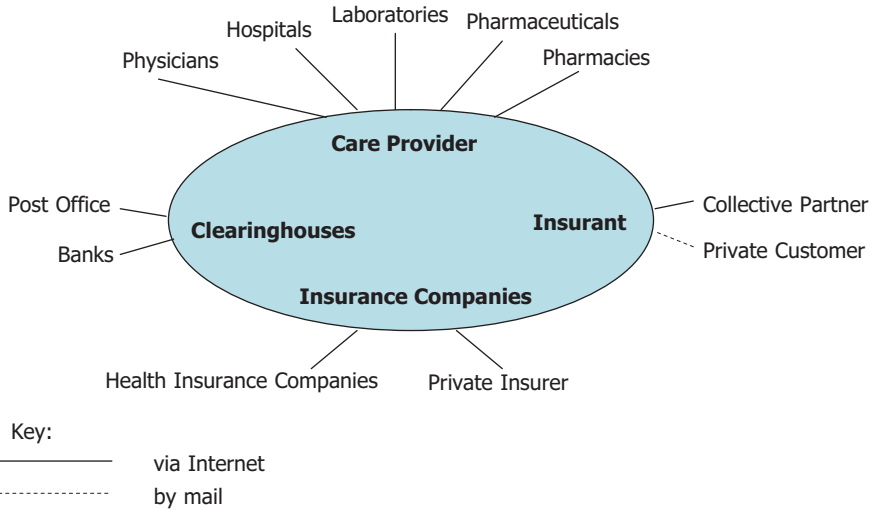 Laboratories
Hospitals
Pharmaceuticals
Physicians
Pharmacies
Care Provider
Post Office
Clearinghouses
Banks
Insurant
Collective Partner
Private Customer
Insurance Companies
Health Insurance Companies
Private Insurer
Key:
via Internet
by mail